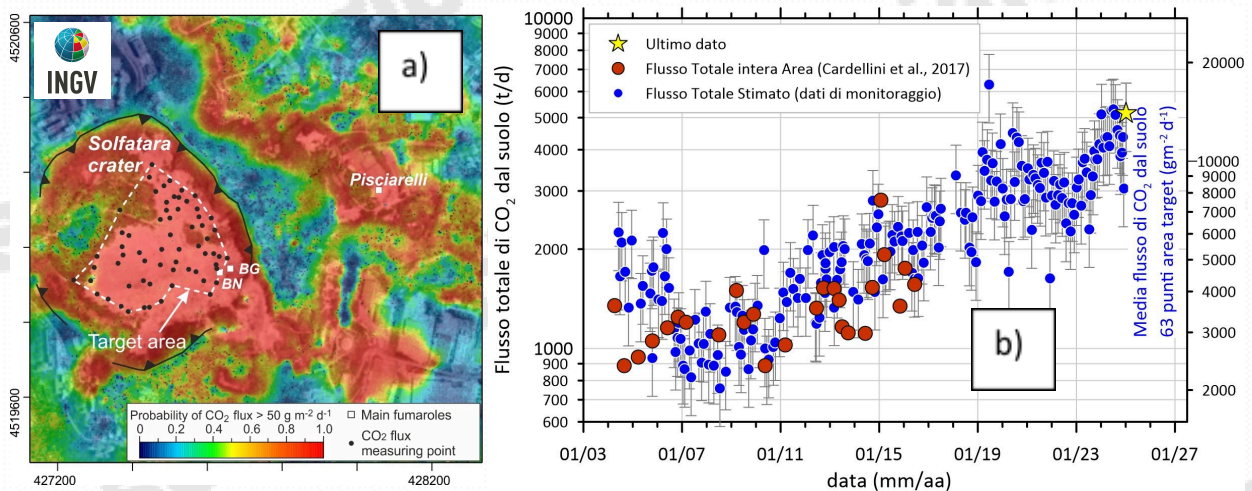 4520600
INGV
a)
Solfatara
crater
Pisciarelli
BG
BN
Target area
4519600
Probability of CO2 flux > 50 g m-2 d-1
0 0.2 0.4 0.6 0.8 1.0
Main fumaroles
CO2 flux
measuring point
427200 428200
Flusso totale di CO2 dal suolo (t/d)
10000
9000
8000
7000
6000
5000
4000
3000
2000
1000
900
800
700
600
Ultimo dato
Flusso Totale intera Area (Cardellini et al., 2017)
Flusso Totale Stimato (dati di monitoraggio)
b)
20000
10000
9000
8000
7000
6000
5000
4000
3000
2000
Media flusso di CO2 dal suolo
63 punti area target (gm-2 d-1)
01/03 01/07 01/11 01/15 01/19 01/23 01/27
data (mm/aa)